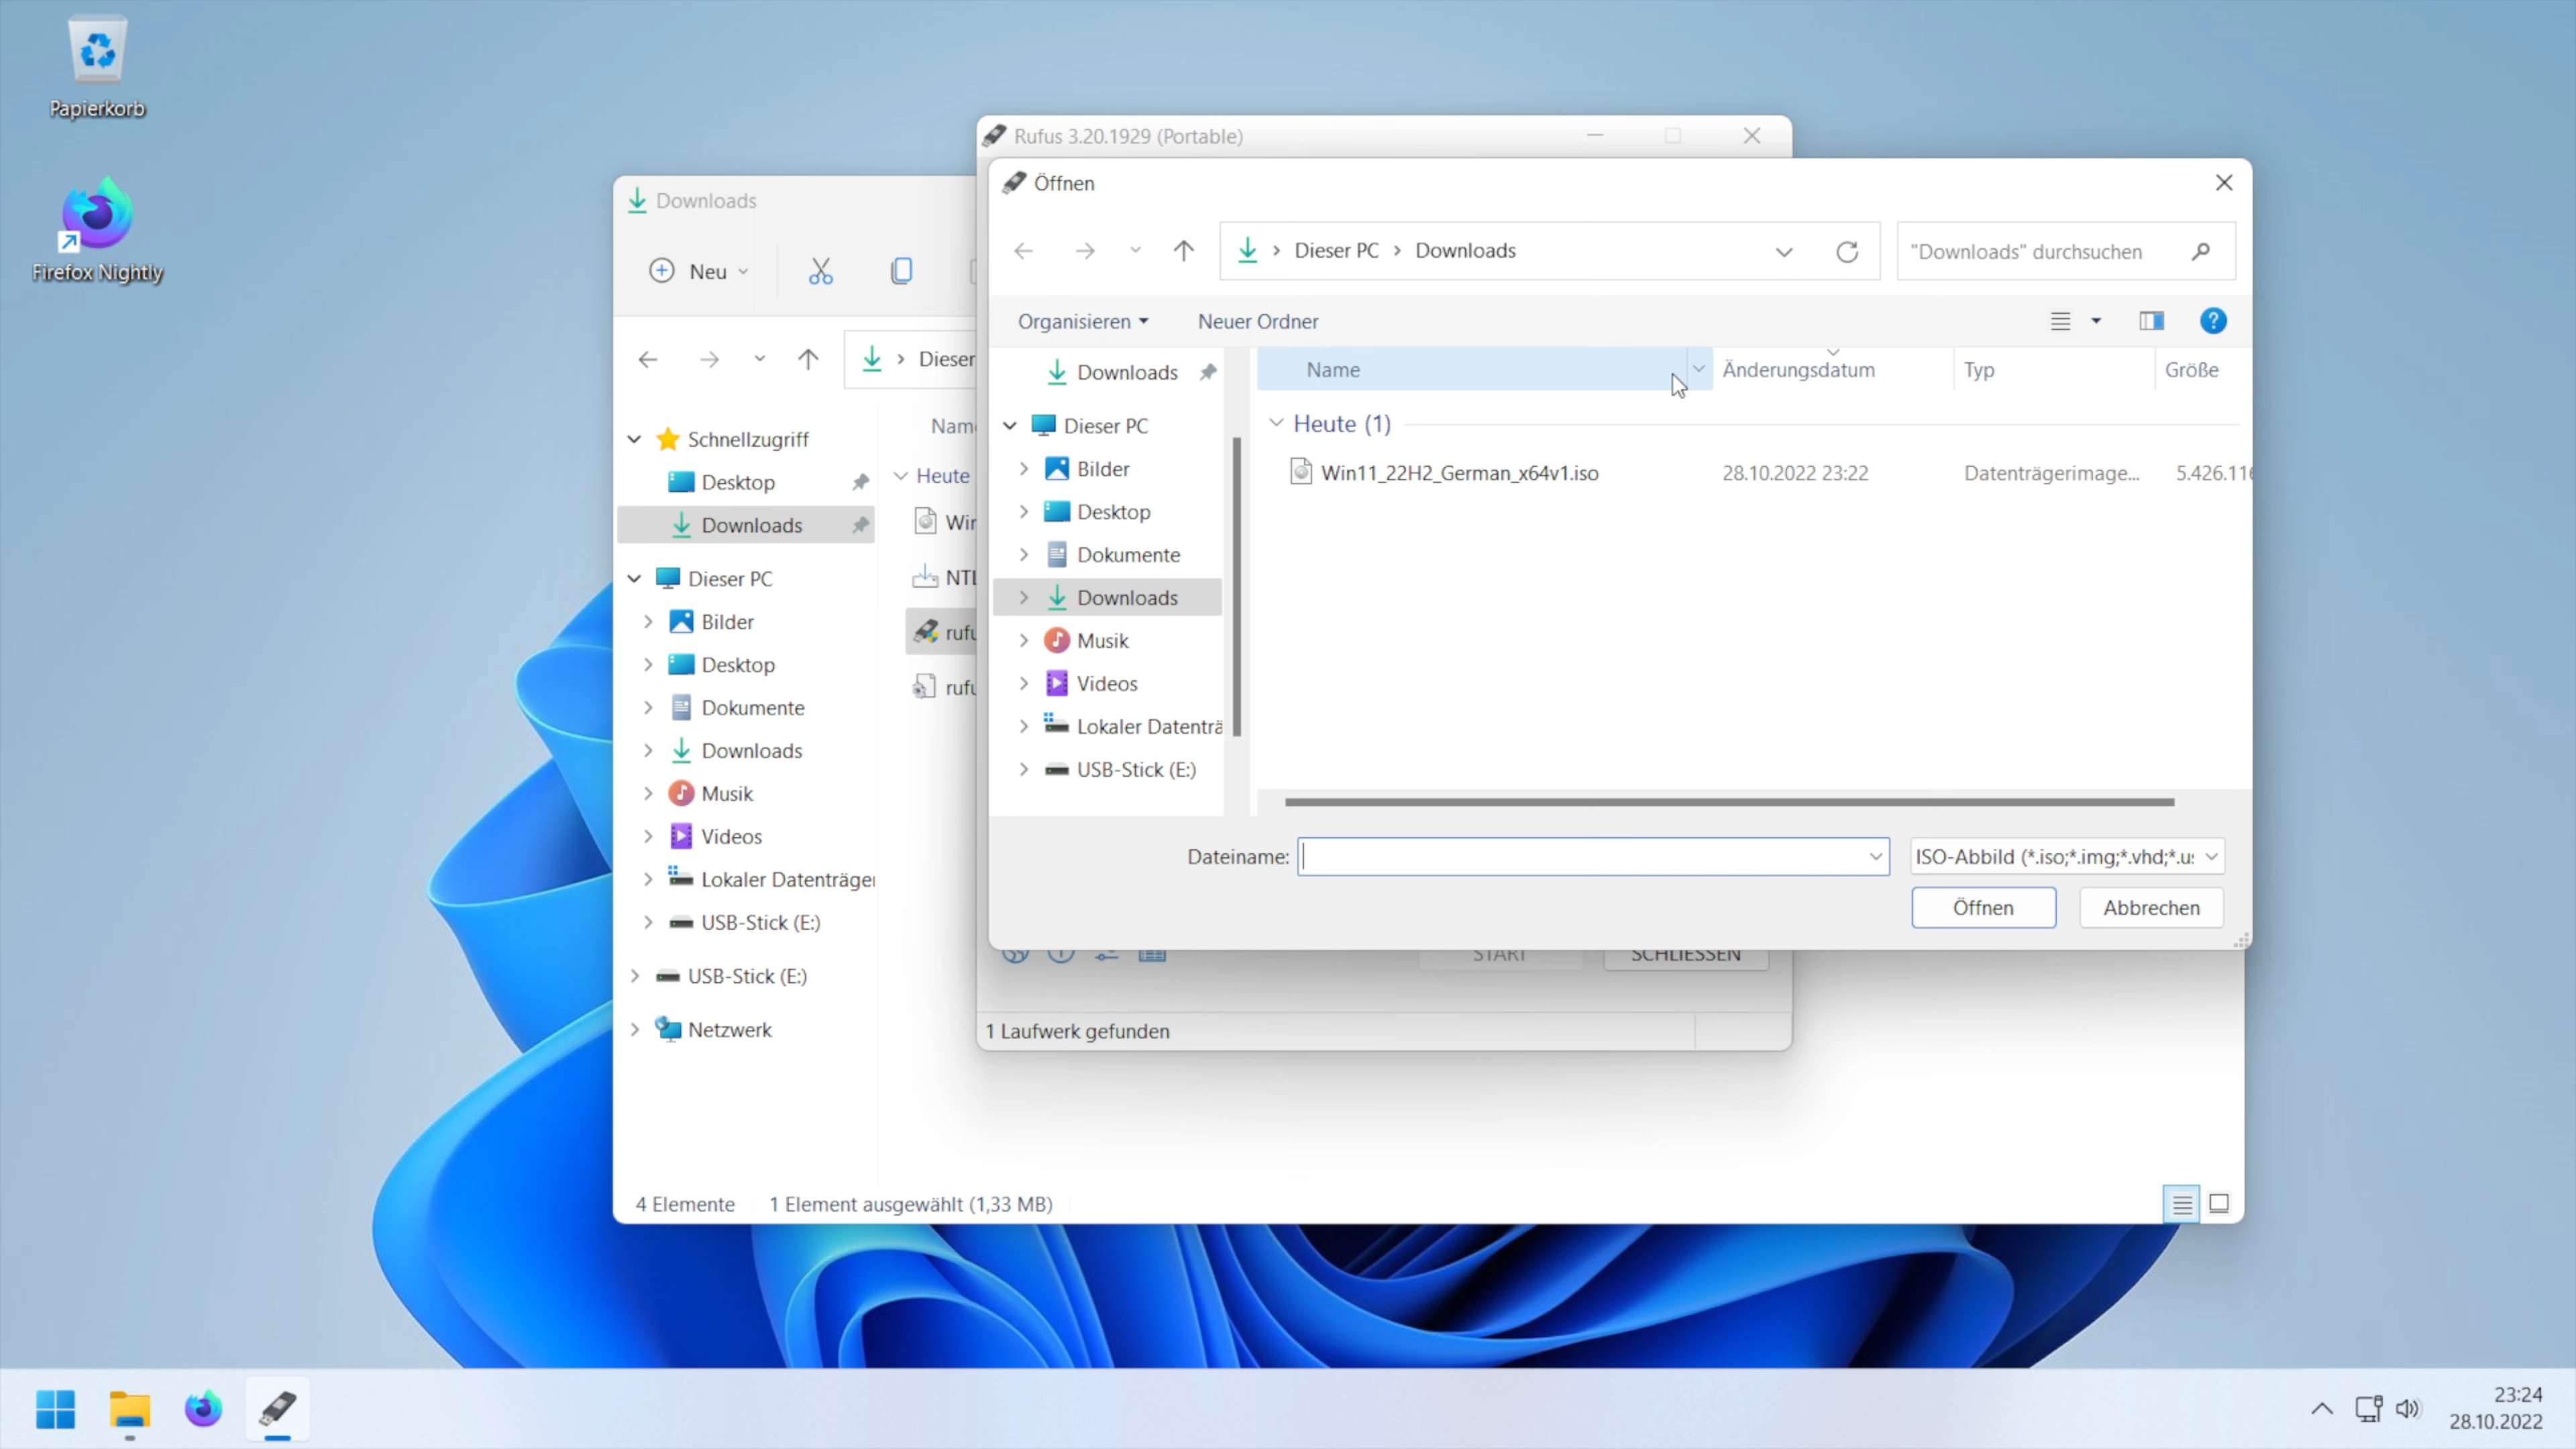 Papierkorb
Firefox Nightly
Rufus 3.20.1929 (Portable)
Downloads
Neu
Dieser
Schnellzugriff
Desktop
Downloads
Dieser PC
Bilder
Desktop
Dokumente
Downloads
Musik
Videos
Lokaler Datenträger
USB-Stick (E:)
USB-Stick (E:)
Netzwerk
Heute
4 Elemente 1 Element ausgewählt (1,33 MB)
Öffnen
Dieser PC Downloads
"Downloads" durchsuchen
Organisieren Neuer Ordner
Downloads
Dieser PC
Bilder
Desktop
Dokumente
Downloads
Musik
Videos
Lokaler Datenträ
USB-Stick (E:)
Name Änderungsdatum Typ Größe
Heute (1)
Win11_22H2_German_x64v1.iso 28.10.2022 23:22 Datenträgerimage... 5.426.116
Dateiname: ISO-Abbild (*.iso;*.img;*.vhd;*.u
Öffnen Abbrechen
START SCHLIESSEN
1 Laufwerk gefunden
23:24
28.10.2022